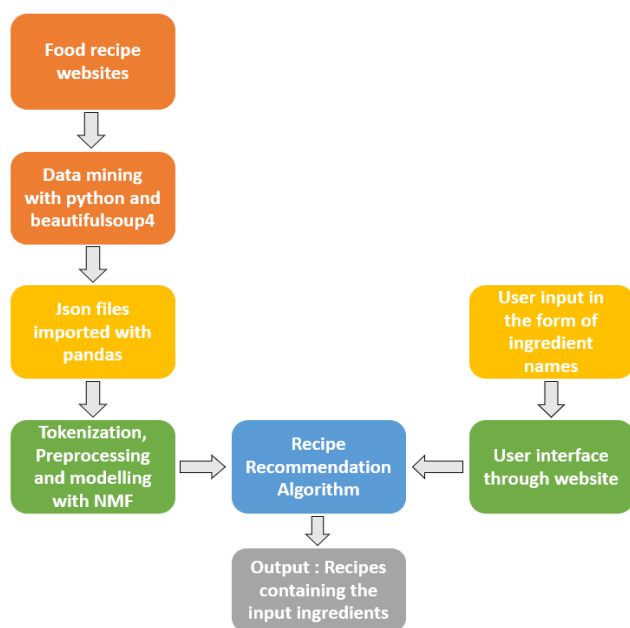 Food recipe
websites
Data mining
with python and
beautifulsoup4
Json files
imported with
pandas
User input in
the form of
ingredient
names
Tokenization,
Preprocessing
and modelling
with NMF
Recipe
Recommendation
Algorithm
User interface
through website
Output : Recipes
containing the
input ingredients